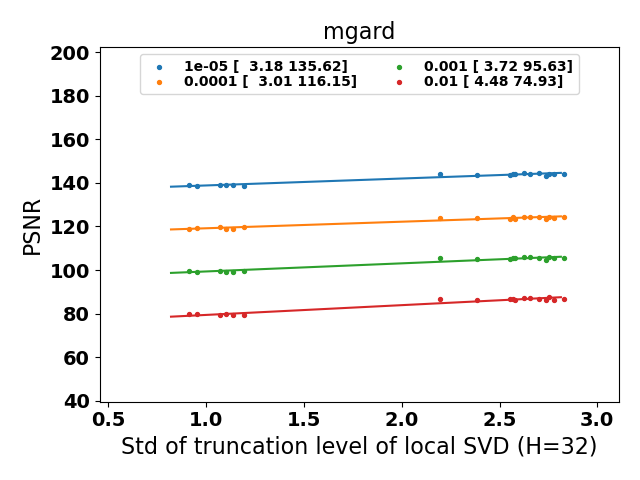 mgard
1e-05 [  3.18 135.62]
0.0001 [  3.01 116.15]
0.001 [ 3.72 95.63]
0.01 [ 4.48 74.93]
PSNR
200
180
160
140
120
100
80
60
40
0.5 1.0 1.5 2.0 2.5 3.0
Std of truncation level of local SVD (H=32)